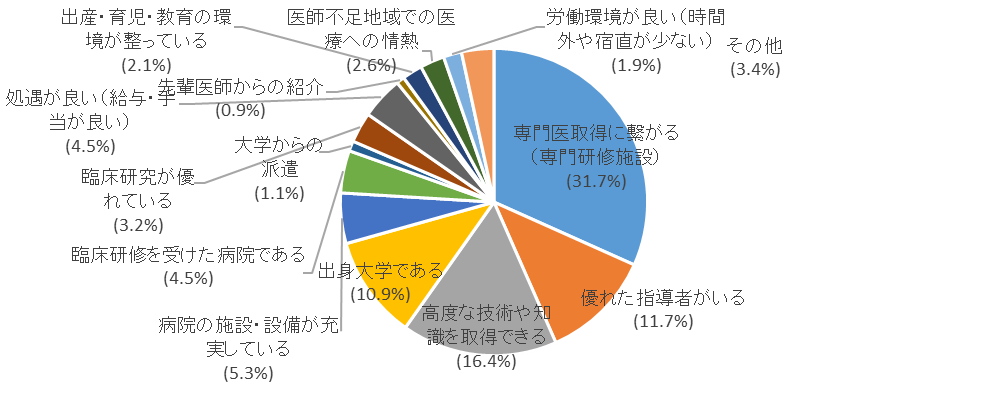 出産・育児・教育の環
境が整っている
(2.1%)
医師不足地域での医
療への情熱
(2.6%)
労働環境が良い（時間
外や宿直が少ない）
(1.9%)
その他
(3.4%)
先輩医師からの紹介
(0.9%)
処遇が良い（給与・手
当が良い）
(4.5%)
大学からの
派遣
(1.1%)
臨床研究が優
れている
(3.2%)
臨床研修を受けた病院である
(4.5%)
病院の施設・設備が充
実している
(5.3%)
出身大学である
(10.9%)
高度な技術や知
識を取得できる
(16.4%)
優れた指導者がいる
(11.7%)
専門医取得に繋がる
（専門研修施設）
(31.7%)